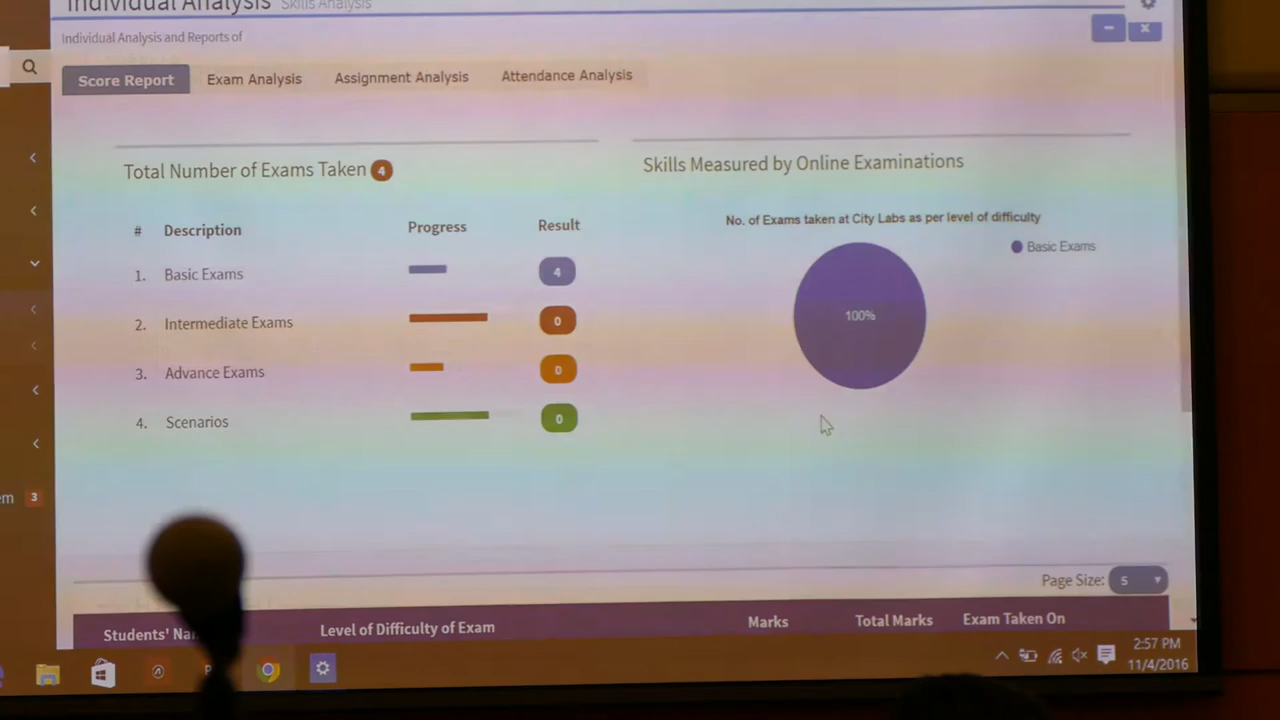 Individual Analysis Skills Analysis
Individual Analysis and Reports of
Score Report Exam Analysis Assignment Analysis Attendance Analysis
Total Number of Exams Taken 4
# Description Progress Result
1. Basic Exams 4
2. Intermediate Exams 0
3. Advance Exams 0
4. Scenarios 0
Skills Measured by Online Examinations
No. of Exams taken at City Labs as per level of difficulty
Basic Exams
100%
em 3
Page Size: 5
Students' Na Level of Difficulty of Exam Marks Total Marks Exam Taken On
2:57 PM
11/4/2016